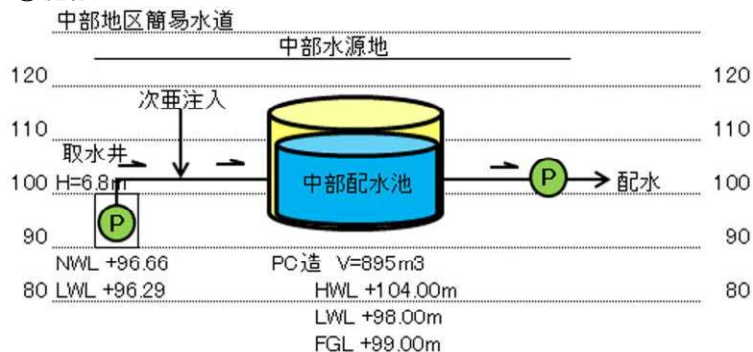 中部地区簡易水道
中部水源地
120 120
次亜注入
110 110
取水井
100 H=6.8m 中部配水池 P 配水 100
P
90 90
NWL +96.66 PC造 V=895m3
80 LWL +96.29 HWL +104.00m 80
LWL +98.00m
FGL +99.00m